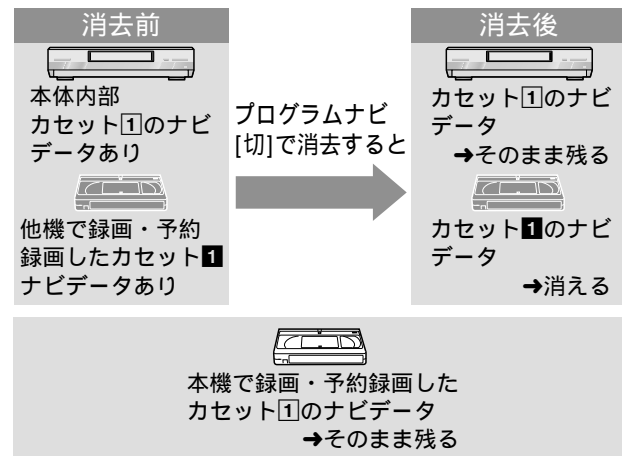 消去前
本体内部
カセット1のナビ
データあり
他機で録画・予約
録画したカセット1
ナビデータあり
プログラムナビ
[切]で消去すると
消去後
カセット1のナビ
データ
➜そのまま残る
カセット1のナビ
データ
➜消える
本機で録画・予約録画した
カセット1のナビデータ
➜そのまま残る